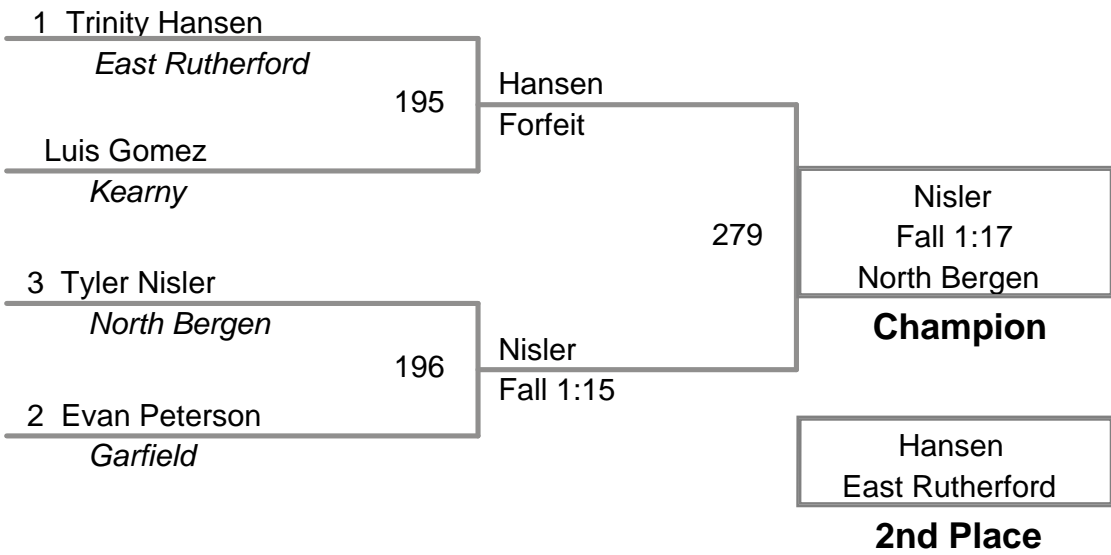 1 Trinity Hansen
East Rutherford
195
Luis Gomez
Kearny
Hansen
Forfeit
3 Tyler Nisler
North Bergen
196
2 Evan Peterson
Garfield
Nisler
Fall 1:15
279
Nisler
Fall 1:17
North Bergen
Champion
Hansen
East Rutherford
2nd Place